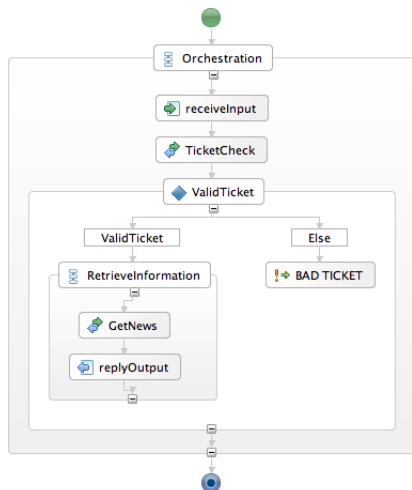 Orchestration
receiveInput
TicketCheck
ValidTicket
ValidTicket
Else
RetrieveInformation
BAD TICKET
GetNews
replyOutput